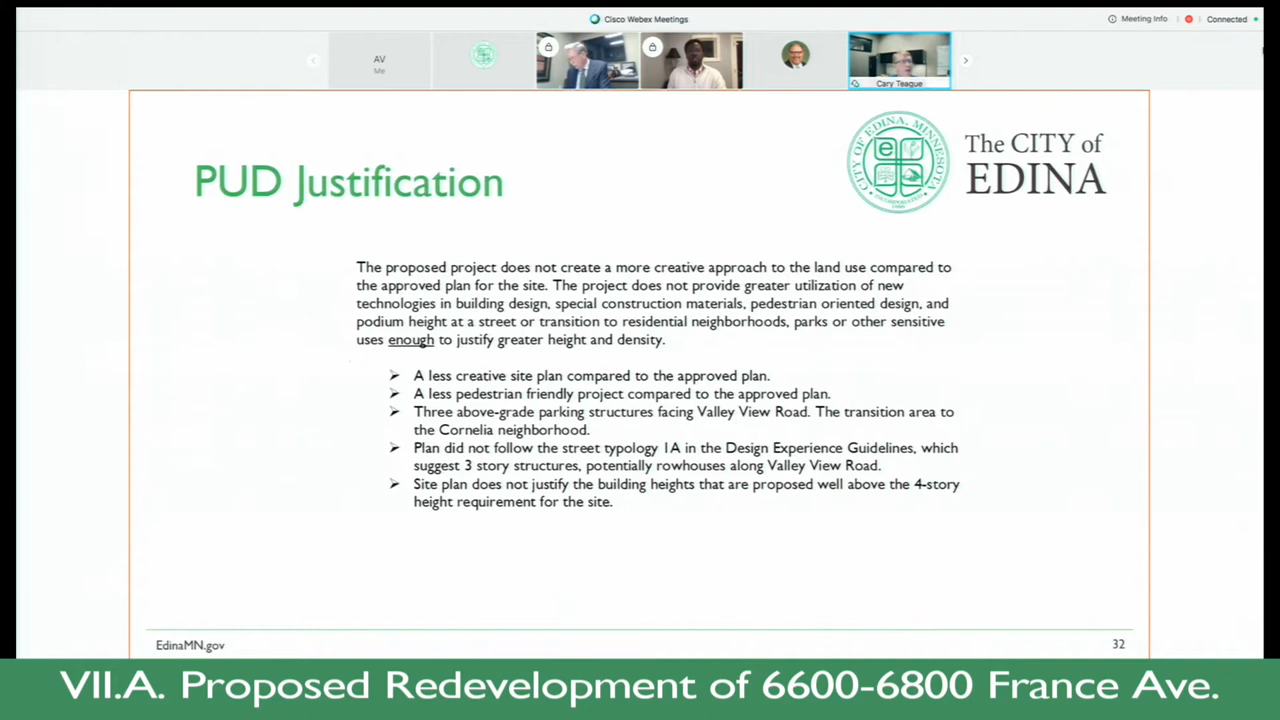 Cisco Webex Meetings
Meeting Info
Connected
AV
Me
Cary Teague
PUD Justification
CITY OF EDINA, MINNESOTA
INCORPORATED
1888
e
The CITY of
EDINA
The proposed project does not create a more creative approach to the land use compared to
the approved plan for the site. The project does not provide greater utilization of new
technologies in building design, special construction materials, pedestrian oriented design, and
podium height at a street or transition to residential neighborhoods, parks or other sensitive
uses enough to justify greater height and density.
➢ A less creative site plan compared to the approved plan.
➢ A less pedestrian friendly project compared to the approved plan.
➢ Three above-grade parking structures facing Valley View Road. The transition area to
the Cornelia neighborhood.
➢ Plan did not follow the street typology 1A in the Design Experience Guidelines, which
suggest 3 story structures, potentially rowhouses along Valley View Road.
➢ Site plan does not justify the building heights that are proposed well above the 4-story
height requirement for the site.
EdinaMN.gov
32
VII.A. Proposed Redevelopment of 6600-6800 France Ave.